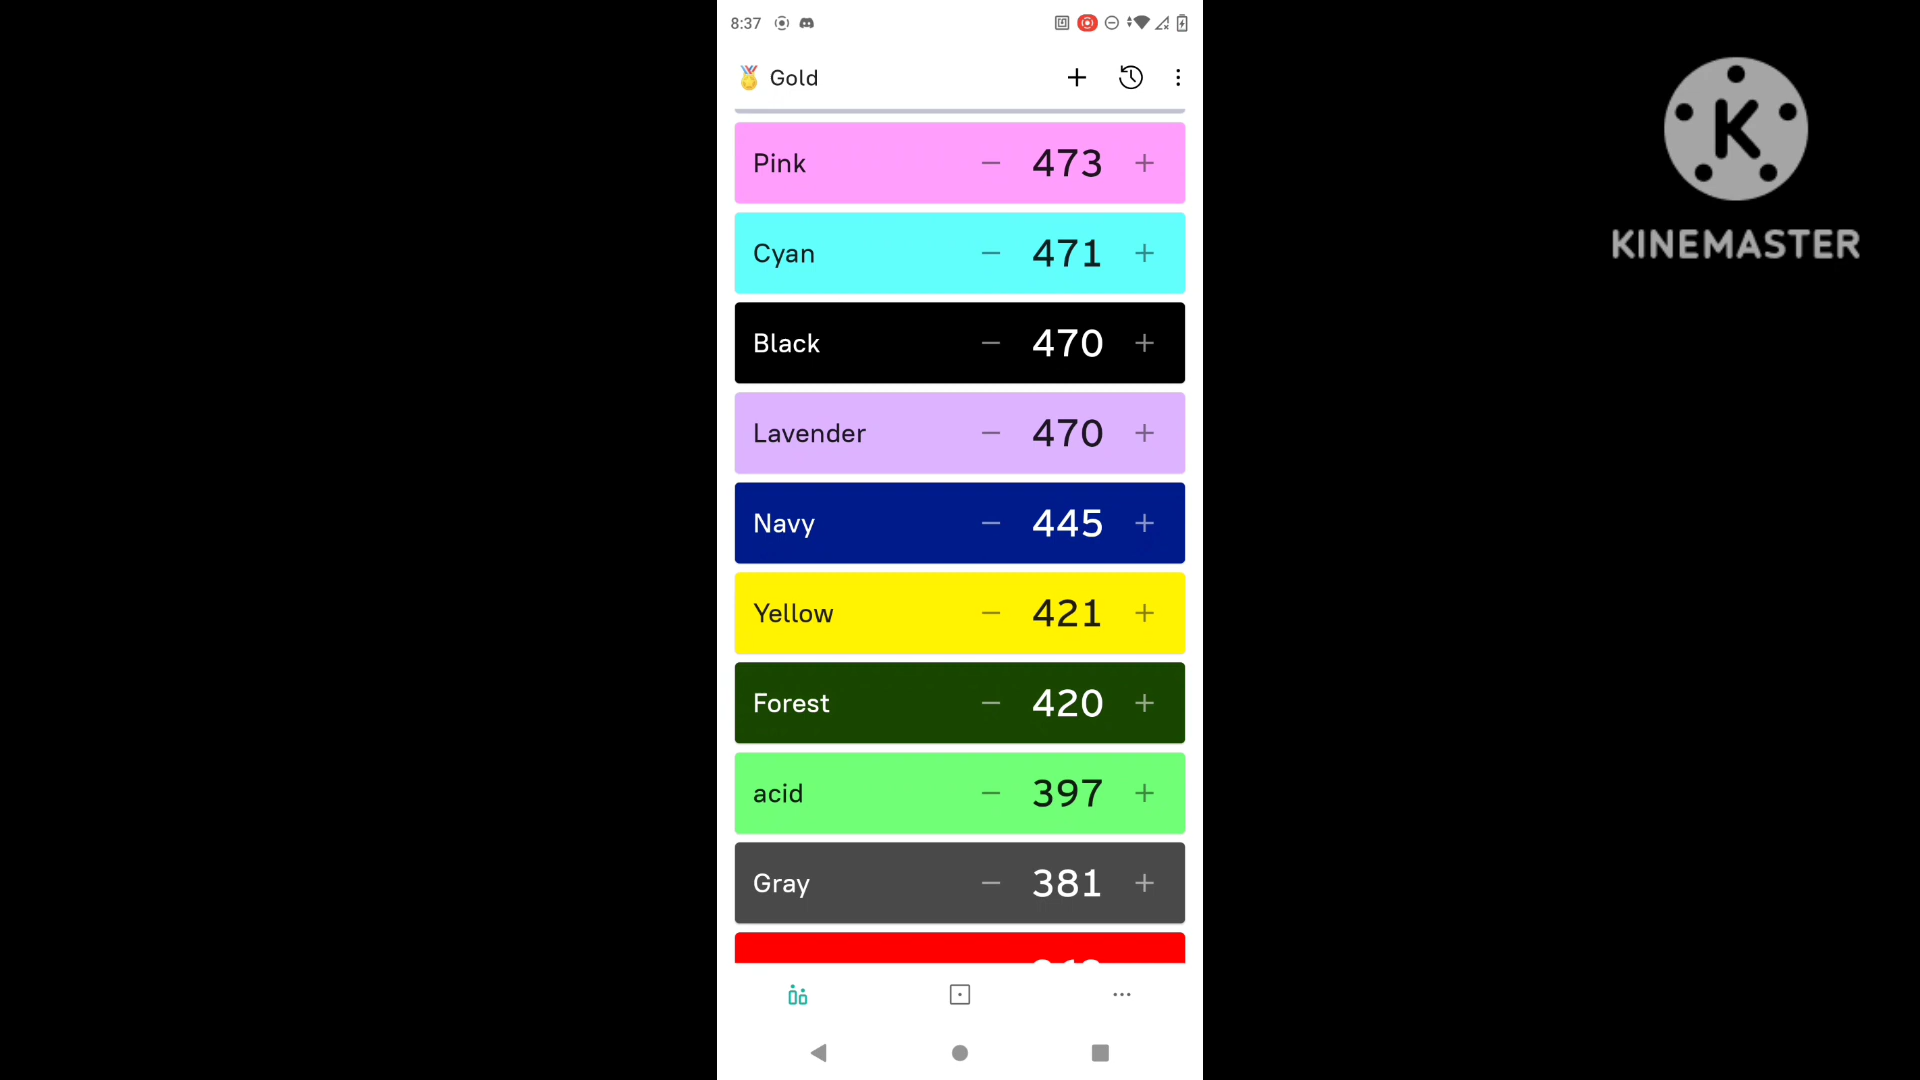 8:37
Gold
Pink − 473 +
Cyan − 471 +
Black − 470 +
Lavender − 470 +
Navy − 445 +
Yellow − 421 +
Forest − 420 +
acid − 397 +
Gray − 381 +
K
KINEMASTER